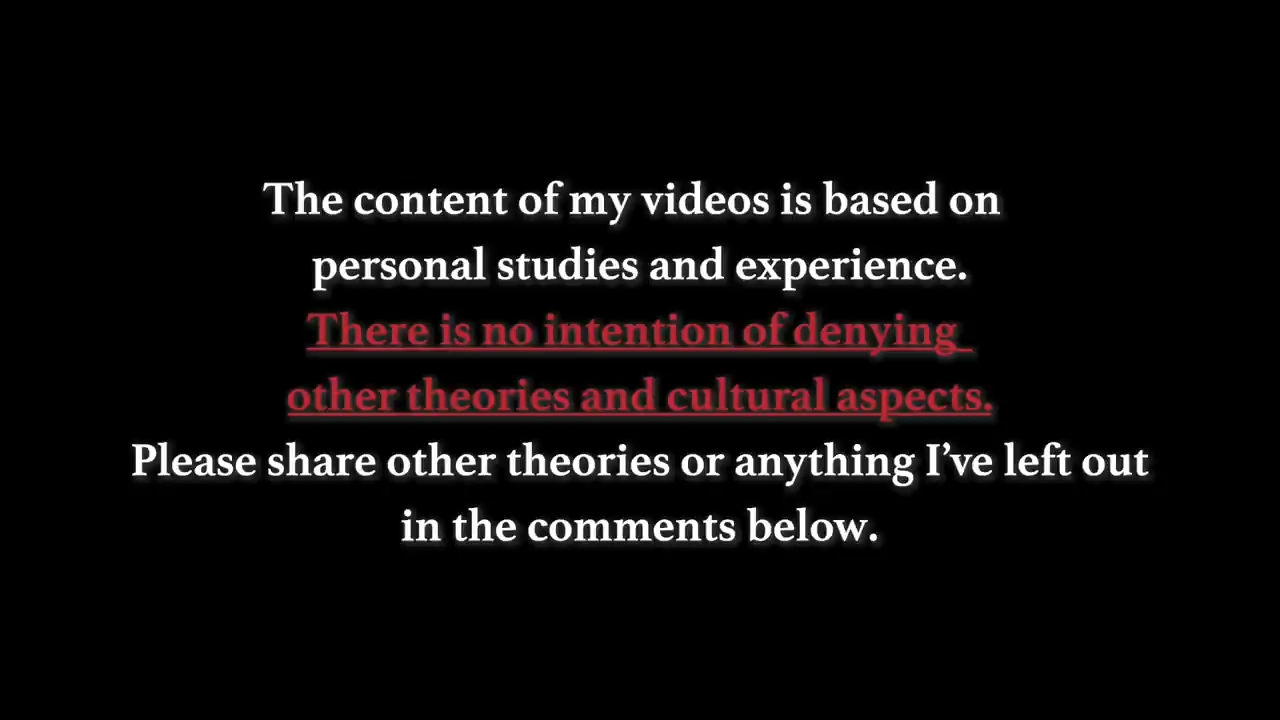 The content of my videos is based on
personal studies and experience.
There is no intention of denying
other theories and cultural aspects.
Please share other theories or anything I’ve left out
in the comments below.